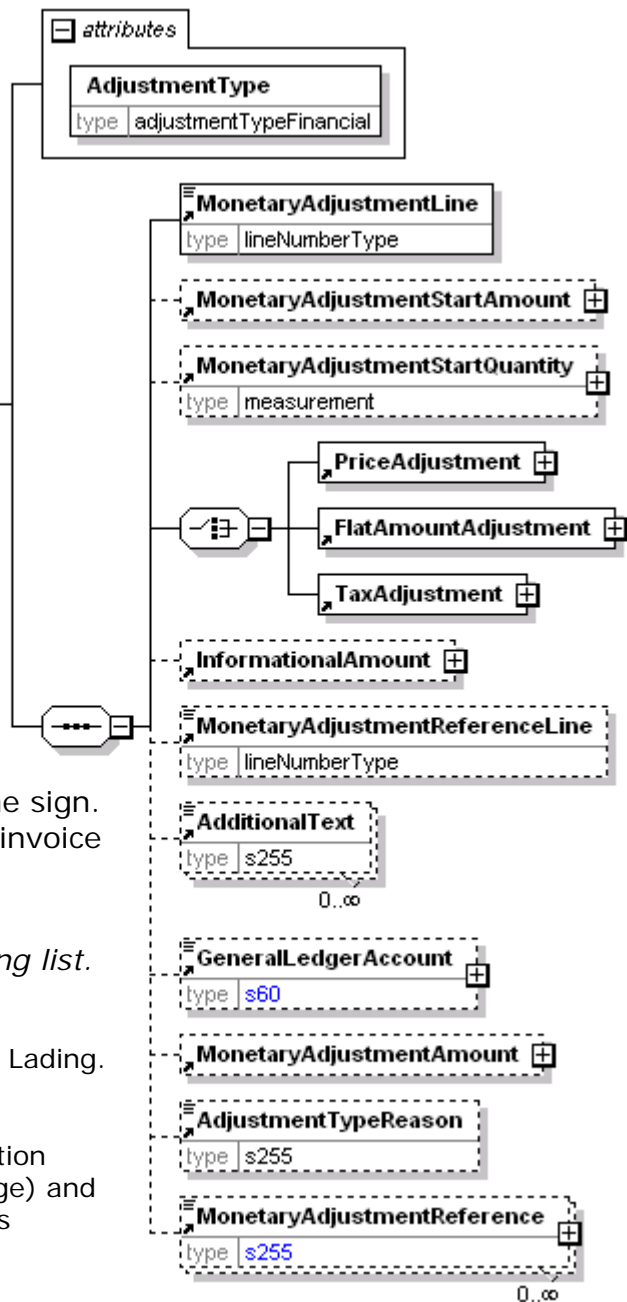 attributes
AdjustmentType
type adjustmentTypeFinancial
MonetaryAdjustmentLine
type lineNumberType
MonetaryAdjustmentStartAmount
MonetaryAdjustmentStartQuantity
type measurement
PriceAdjustment
FlatAmountAdjustment
TaxAdjustment
InformationalAmount
MonetaryAdjustmentReferenceLine
type lineNumberType
ne sign.
invoice
AdditionalText
type s255
0..∞
ng list.
GeneralLedgerAccount
type s60
Lading.
MonetaryAdjustmentAmount
AdjustmentTypeReason
type s255
tion
ge) and
s
MonetaryAdjustmentReference
type s255
0..∞